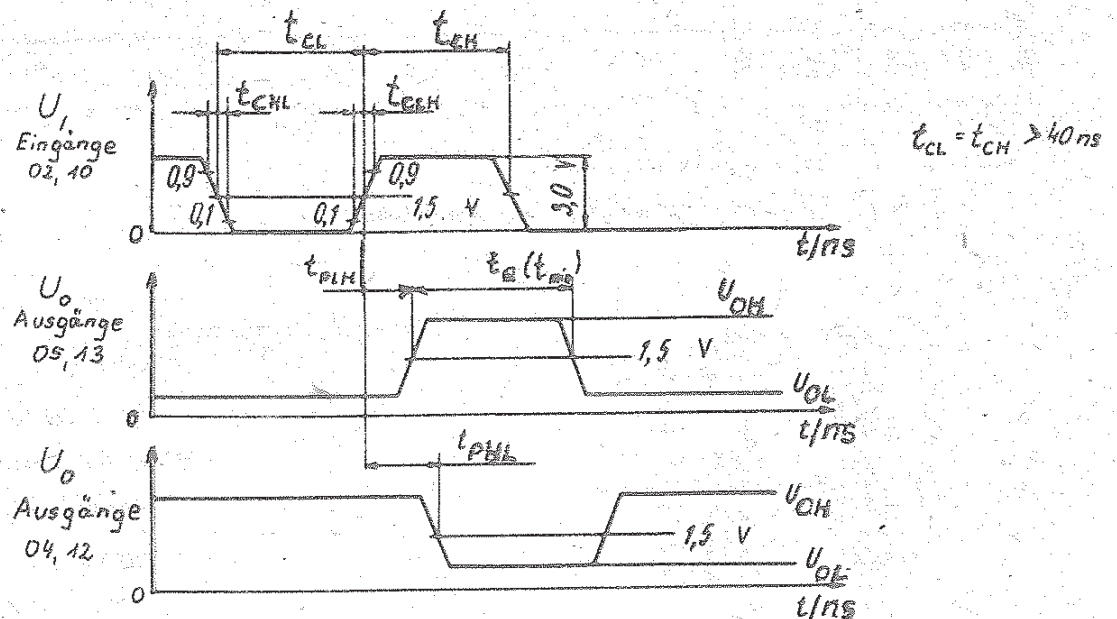 t_CL t_CH
t_CHL t_CLH
U_I
Eingänge
02, 10
t_CL = t_CH > 40 ns
0,9 0,9
0,1 0,1 1,5 V 3,0 V
0 t/ns
t_PLH
U_O
Ausgänge
05, 13
U_OH
1,5 V
U_OL
0 t/ns
t_PHL
U_O
Ausgänge
04, 12
U_OH
1,5 V
U_OL
0 t/ns